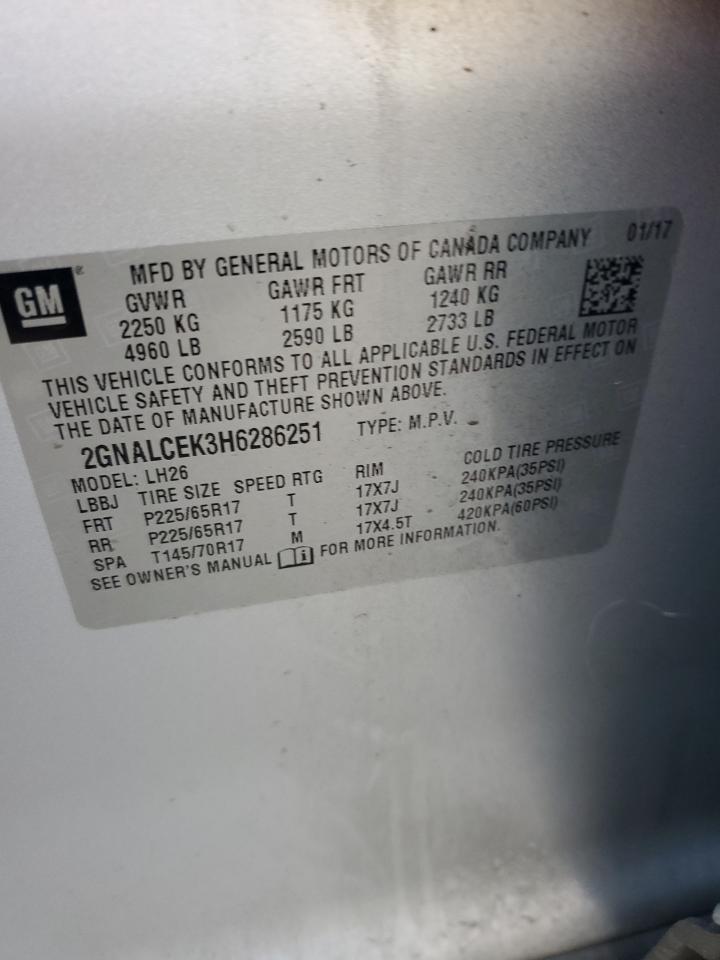 GM ® MFD BY GENERAL MOTORS OF CANADA COMPANY 01/17
GVWR GAWR FRT GAWR RR
2250 KG 1175 KG 1240 KG
4960 LB 2590 LB 2733 LB
THIS VEHICLE CONFORMS TO ALL APPLICABLE U.S. FEDERAL MOTOR
VEHICLE SAFETY AND THEFT PREVENTION STANDARDS IN EFFECT ON
THE DATE OF MANUFACTURE SHOWN ABOVE.
2GNALCEK3H6286251 TYPE: M.P.V.
MODEL: LH26
LBBJ TIRE SIZE SPEED RTG RIM COLD TIRE PRESSURE
FRT P225/65R17 T 17X7J 240KPA(35PSI)
RR P225/65R17 T 17X7J 240KPA(35PSI)
SPA T145/70R17 M 17X4.5T 420KPA(60PSI)
SEE OWNER'S MANUAL i FOR MORE INFORMATION.